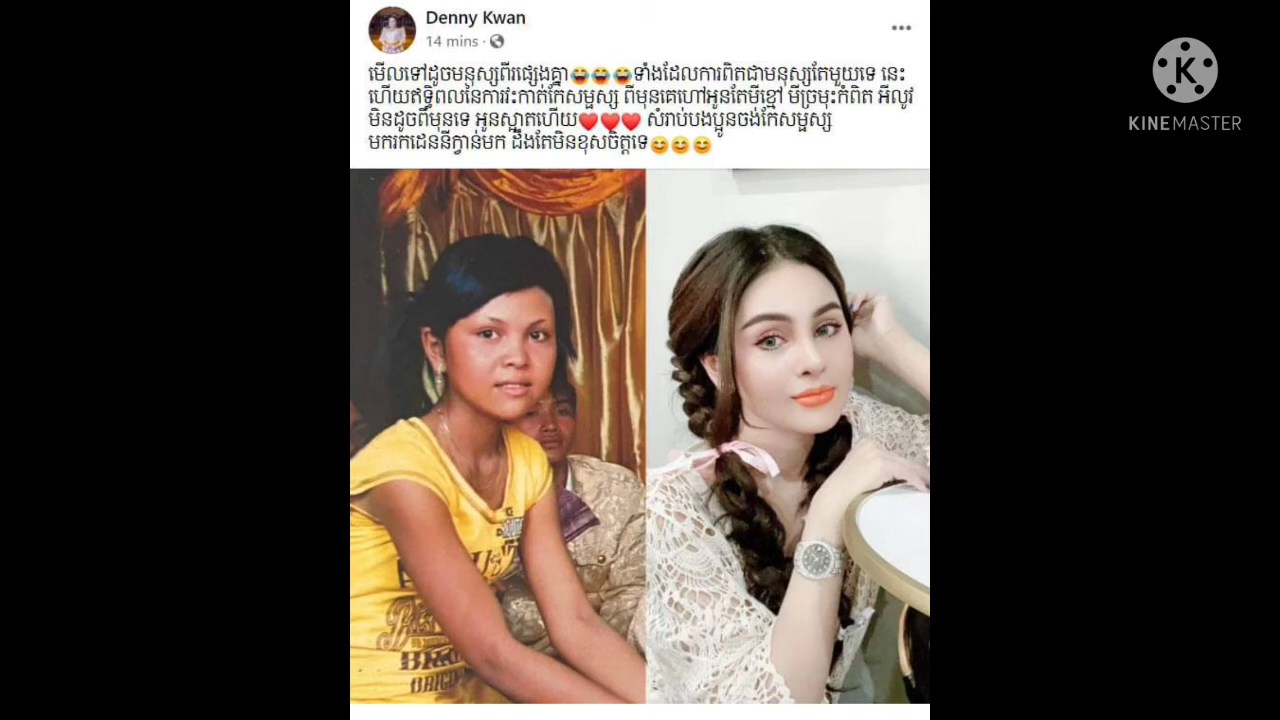 Denny Kwan
14 mins ·
មើលទៅដូចមនុស្សពីរផ្សេងគ្នា😂😂😂ទាំងដែលការពិតជាមនុស្សតែមួយទេ នេះ
ហើយឥទ្ធិពលនៃការវះកាត់កែសម្ផស្ស ពីមុនគេហៅអូនតែមីខ្មៅ មីច្រមុះកំពិត អីលូវ
មិនដូចពីមុនទេ អូនស្អាតហើយ❤️❤️❤️ សំរាប់បងប្អូនចង់កែសម្ផស្ស
មករកដេននីក្វាន់មក ដឹងតែមិនខុសចិត្តទេ😊😊😊
K
KINEMASTER